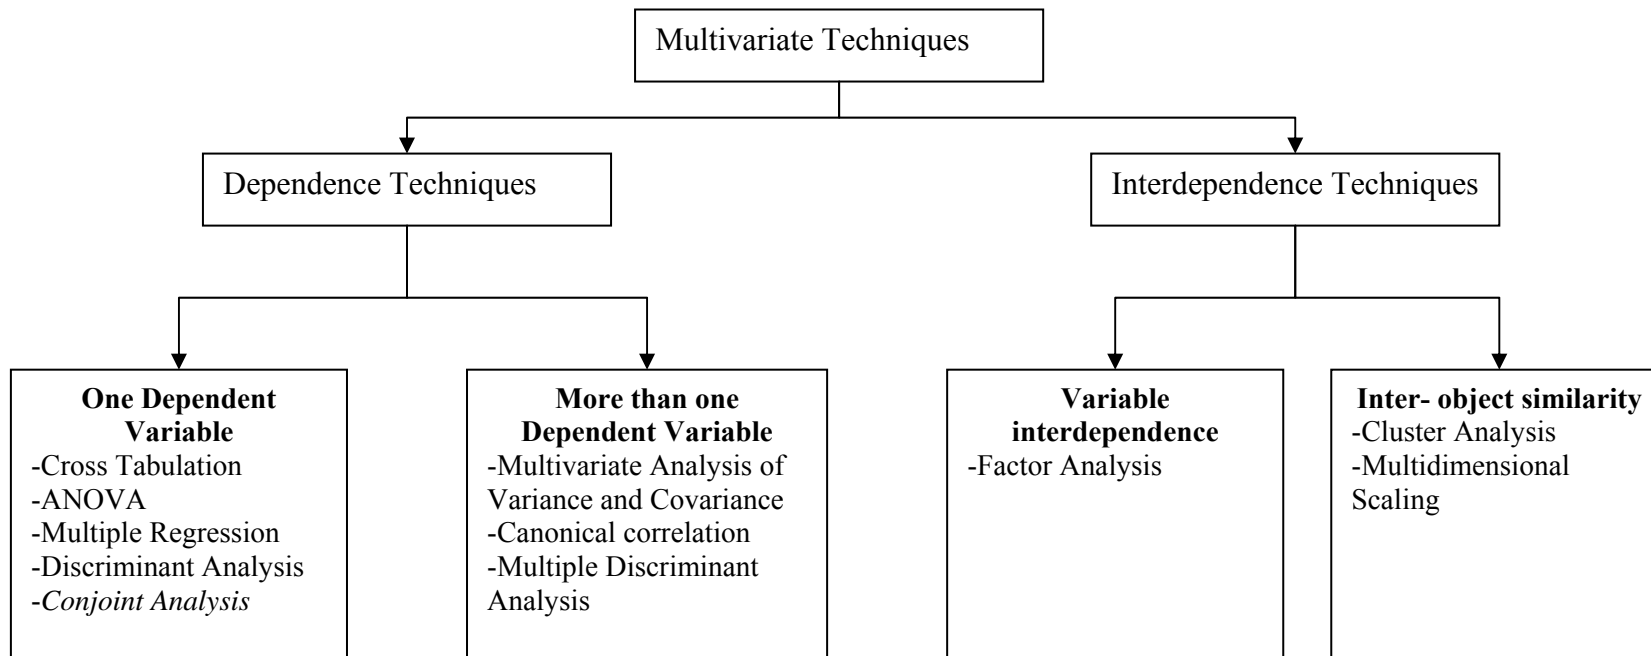 Multivariate Techniques
Dependence Techniques
Interdependence Techniques
One Dependent
Variable
-Cross Tabulation
-ANOVA
-Multiple Regression
-Discriminant Analysis
-Conjoint Analysis
More than one
Dependent Variable
-Multivariate Analysis of
Variance and Covariance
-Canonical correlation
-Multiple Discriminant
Analysis
Variable
interdependence
-Factor Analysis
Inter- object similarity
-Cluster Analysis
-Multidimensional
Scaling